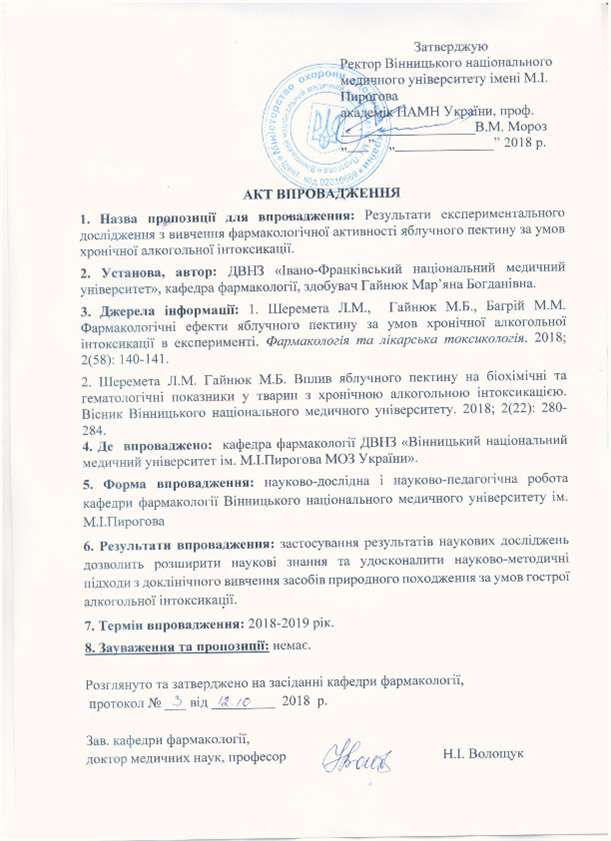 Затверджую
Ректор Вінницького національного
медичного університету імені М.І.
Пирогова
академік НАМН України, проф.
____________________В.М. Мороз
„___” „_______________” 2018 р.
АКТ ВПРОВАДЖЕННЯ
1. Назва пропозиції для впровадження: Результати експериментального
дослідження з вивчення фармакологічної активності яблучного пектину за умов
хронічної алкогольної інтоксикації.
2. Установа, автор: ДВНЗ «Івано-Франківський національний медичний
університет», кафедра фармакології, здобувач Гайнюк Мар’яна Богданівна.
3. Джерела інформації: 1. Шеремета Л.М., Гайнюк М.Б., Багрій М.М.
Фармакологічні ефекти яблучного пектину за умов хронічної алкогольної
інтоксикації в експерименті. Фармакологія та лікарська токсикологія. 2018;
2(58): 140-141.
2. Шеремета Л.М. Гайнюк М.Б. Вплив яблучного пектину на біохімічні та
гематологічні показники у тварин з хронічною алкогольною інтоксикацією.
Вісник Вінницького національного медичного університету. 2018; 2(22): 280-
284.
4. Де впроваджено: кафедра фармакології ДВНЗ «Вінницький національний
медичний університет ім. М.І.Пирогова МОЗ України».
5. Форма впровадження: науково-дослідна і науково-педагогічна робота
кафедри фармакології Вінницького національного медичного університету ім.
М.І.Пирогова
6. Результати впровадження: застосування результатів наукових досліджень
дозволить розширити наукові знання та удосконалити науково-методичні
підходи з доклінічного вивчення засобів природного походження за умов гострої
алкогольної інтоксикації.
7. Термін впровадження: 2018-2019 рік.
8. Зауваження та пропозиції: немає.
Розглянуто та затверджено на засіданні кафедри фармакології,
протокол № 3 від 12 10 2018 р.
Зав. кафедри фармакології,
доктор медичних наук, професор Н.І. Волощук